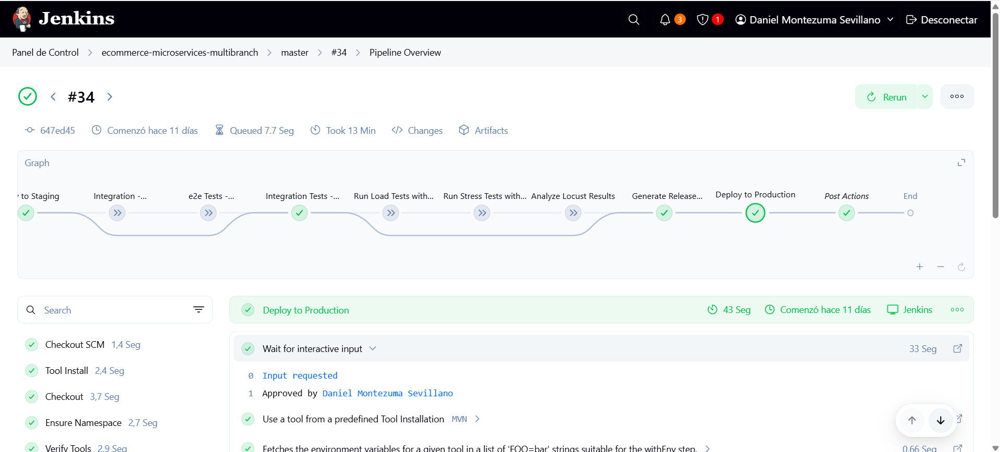 Jenkins
3
1
Daniel Montezuma Sevillano
Desconectar
Panel de Control > ecommerce-microservices-multibranch > master > #34 > Pipeline Overview
#34
Rerun
647ed45
Comenzó hace 11 días
Queued 7.7 Seg
Took 13 Min
Changes
Artifacts
Graph
y to Staging
Integration -...
e2e Tests -...
Integration Tests -...
Run Load Tests with...
Run Stress Tests with...
Analyze Locust Results
Generate Release...
Deploy to Production
Post Actions
End
Search
Checkout SCM 1,4 Seg
Tool Install 2,4 Seg
Checkout 3,7 Seg
Ensure Namespace 2,7 Seg
Verify Tools 2,9 Seg
Deploy to Production
43 Seg
Comenzó hace 11 días
Jenkins
Wait for interactive input
33 Seg
0 Input requested
1 Approved by Daniel Montezuma Sevillano
Use a tool from a predefined Tool Installation MVN
Fetches the environment variables for a given tool in a list of 'FOO=bar' strings suitable for the withEnv step.
0,66 Seg